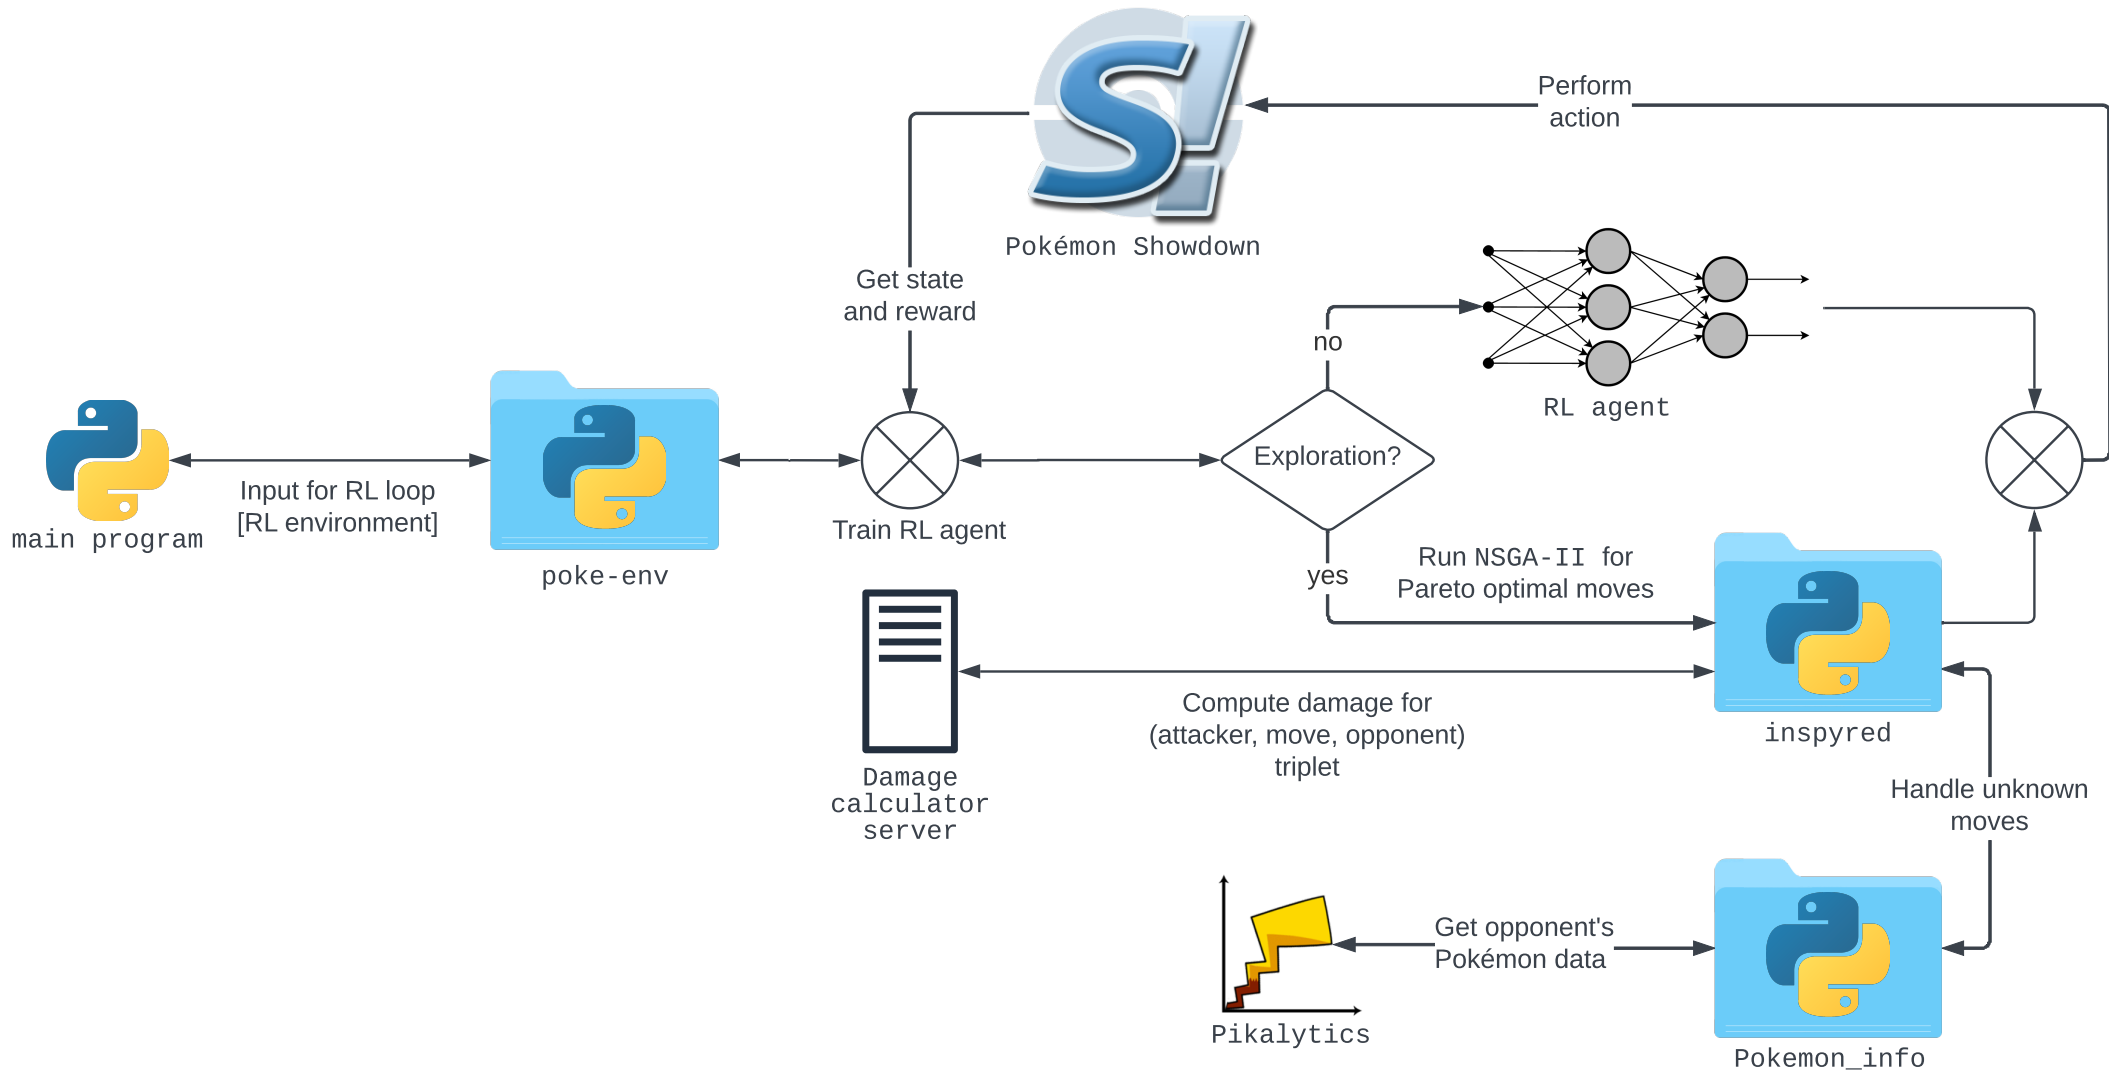 S!
Pokémon Showdown
Perform
action
Get state
and reward
no
RL agent
Exploration?
main program
Input for RL loop
[RL environment]
poke-env
Train RL agent
yes
Run NSGA-II for
Pareto optimal moves
inspyred
Damage
calculator
server
Compute damage for
(attacker, move, opponent)
triplet
Handle unknown
moves
Get opponent's
Pokémon data
Pikalytics
Pokemon_info